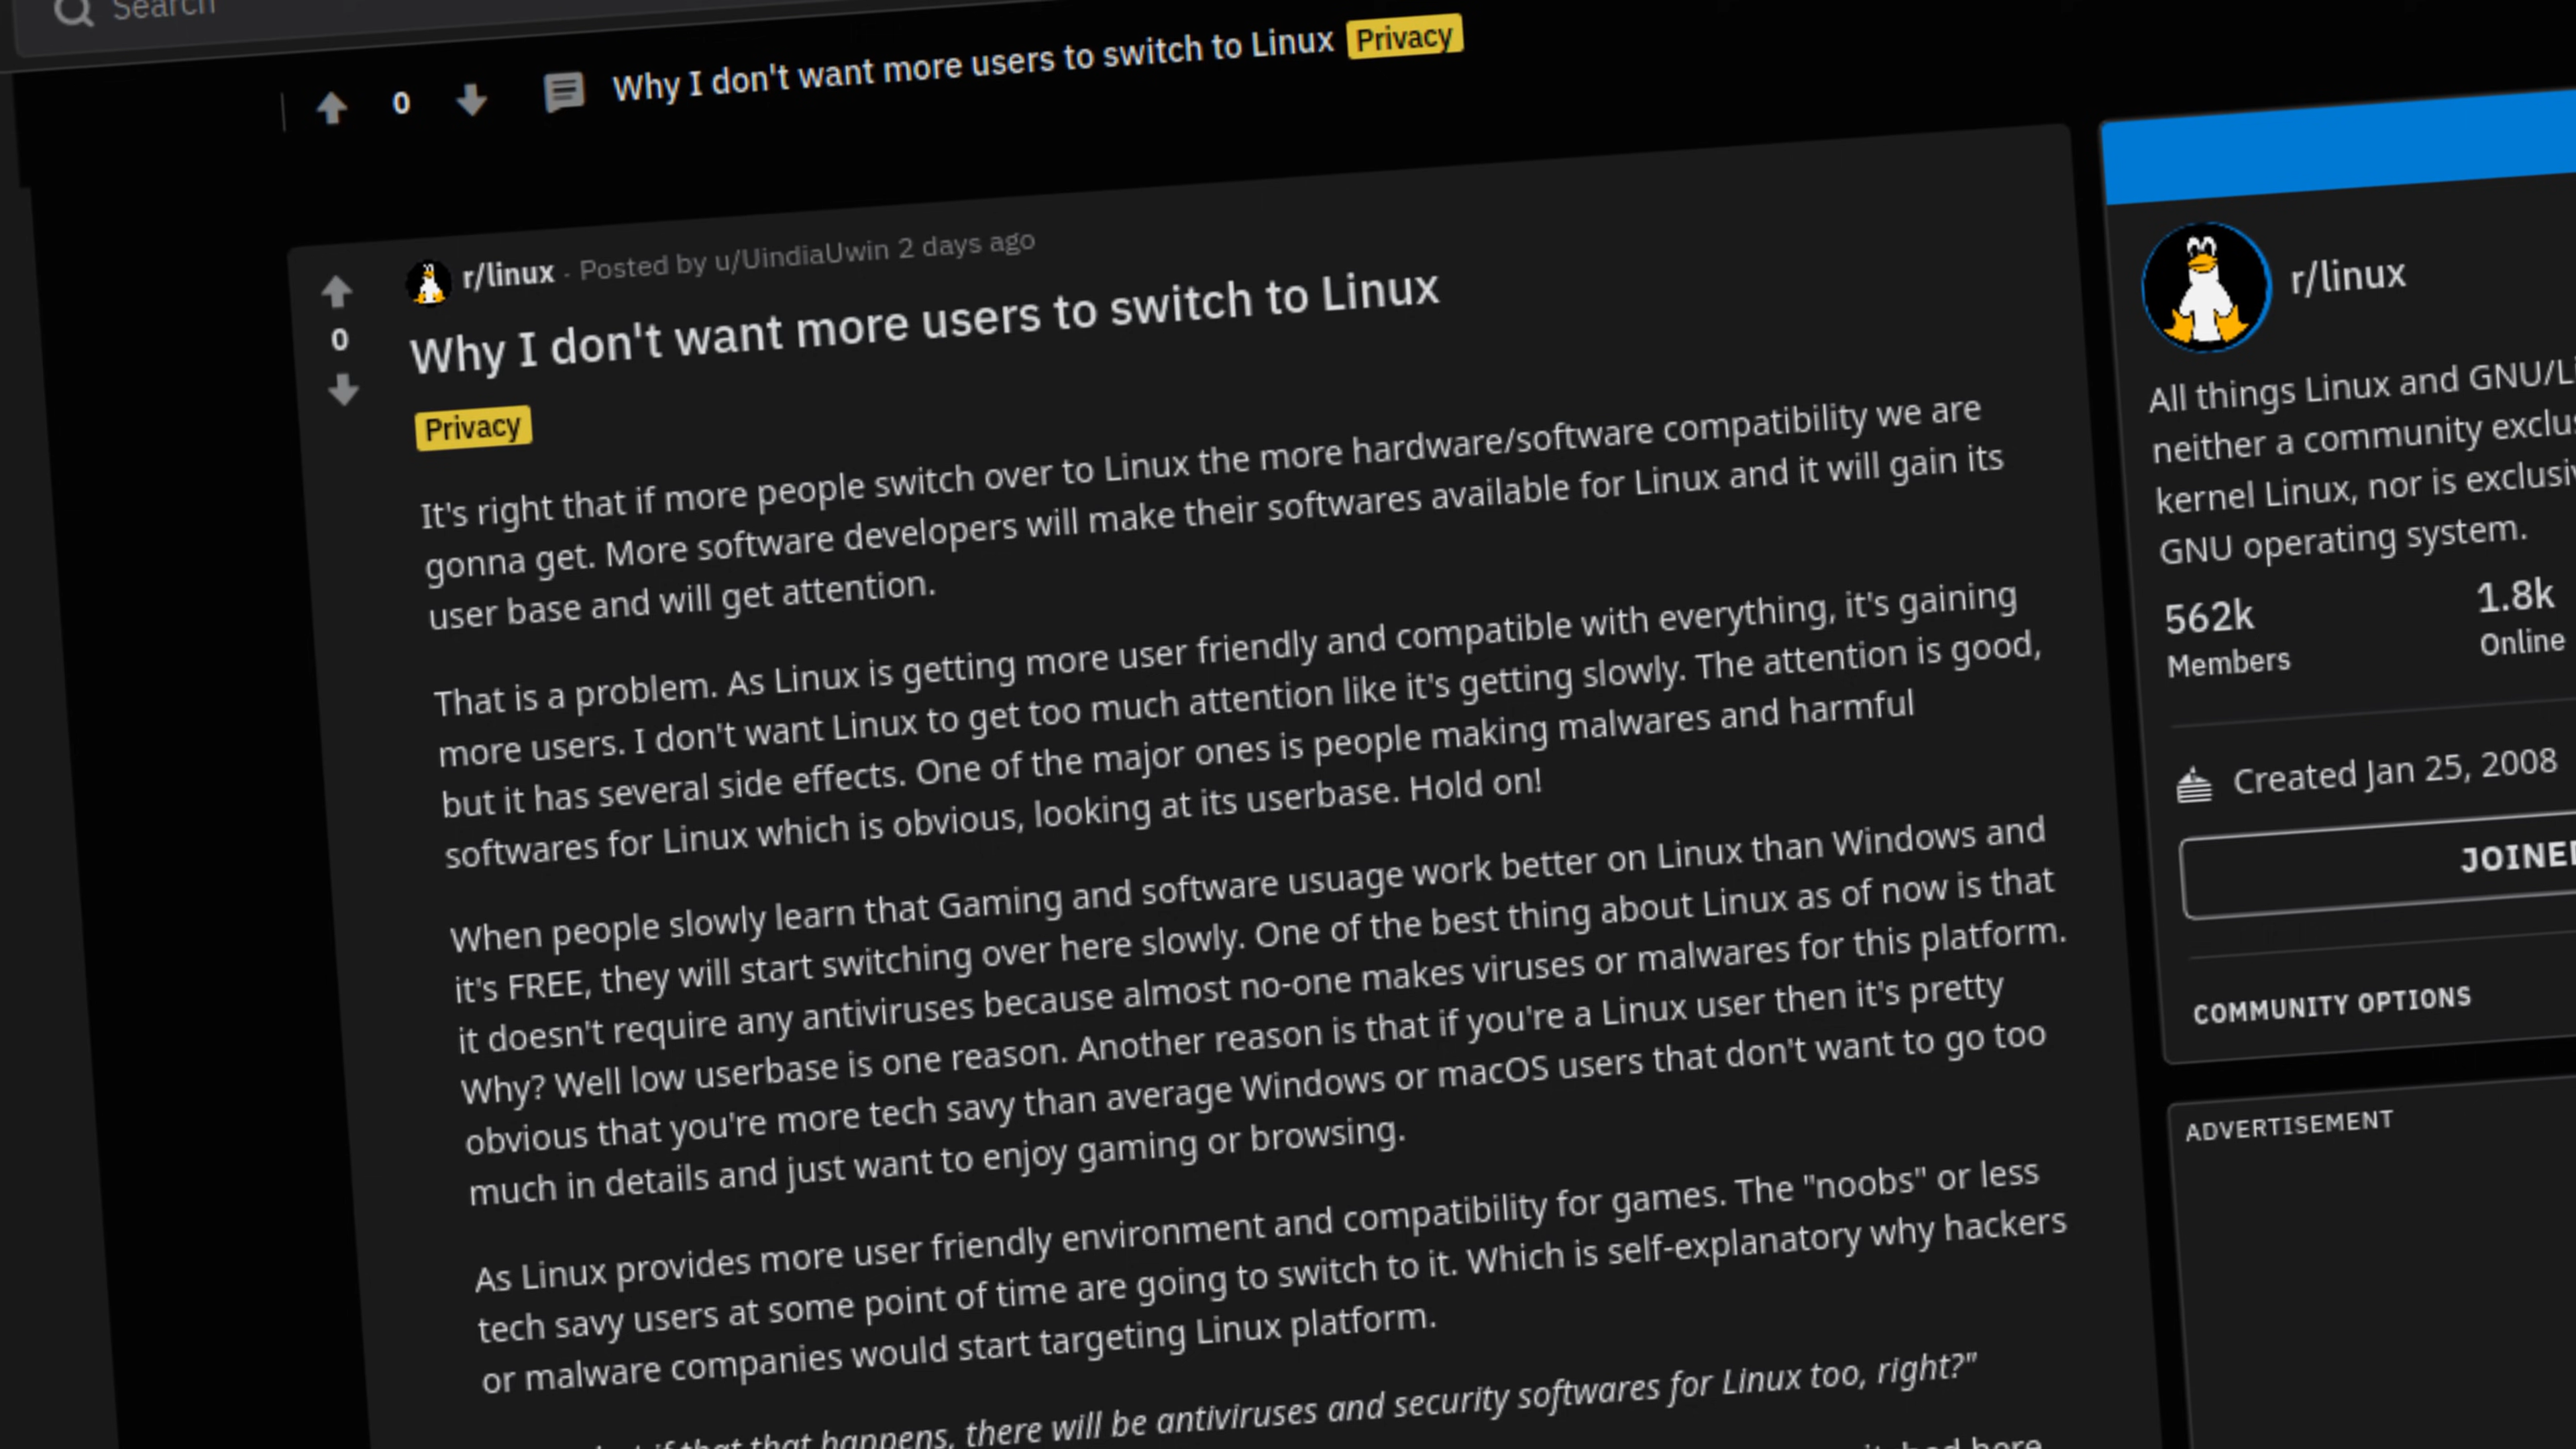 Search
0 Why I don't want more users to switch to Linux Privacy
r/linux · Posted by u/UindiaUwin 2 days ago
0
Why I don't want more users to switch to Linux
Privacy
It's right that if more people switch over to Linux the more hardware/software compatibility we are
gonna get. More software developers will make their softwares available for Linux and it will gain its
user base and will get attention.
That is a problem. As Linux is getting more user friendly and compatible with everything, it's gaining
more users. I don't want Linux to get too much attention like it's getting slowly. The attention is good,
but it has several side effects. One of the major ones is people making malwares and harmful
softwares for Linux which is obvious, looking at its userbase. Hold on!
When people slowly learn that Gaming and software usuage work better on Linux than Windows and
it's FREE, they will start switching over here slowly. One of the best thing about Linux as of now is that
it doesn't require any antiviruses because almost no-one makes viruses or malwares for this platform.
Why? Well low userbase is one reason. Another reason is that if you're a Linux user then it's pretty
obvious that you're more tech savy than average Windows or macOS users that don't want to go too
much in details and just want to enjoy gaming or browsing.
As Linux provides more user friendly environment and compatibility for games. The "noobs" or less
tech savy users at some point of time are going to switch to it. Which is self-explanatory why hackers
or malware companies would start targeting Linux platform.
if that that happens, there will be antiviruses and security softwares for Linux too, right?"
here
r/linux
All things Linux and GNU/Li
neither a community exclus
kernel Linux, nor is exclusiv
GNU operating system.
562k 1.8k
Members Online
Created Jan 25, 2008
JOINED
COMMUNITY OPTIONS
ADVERTISEMENT